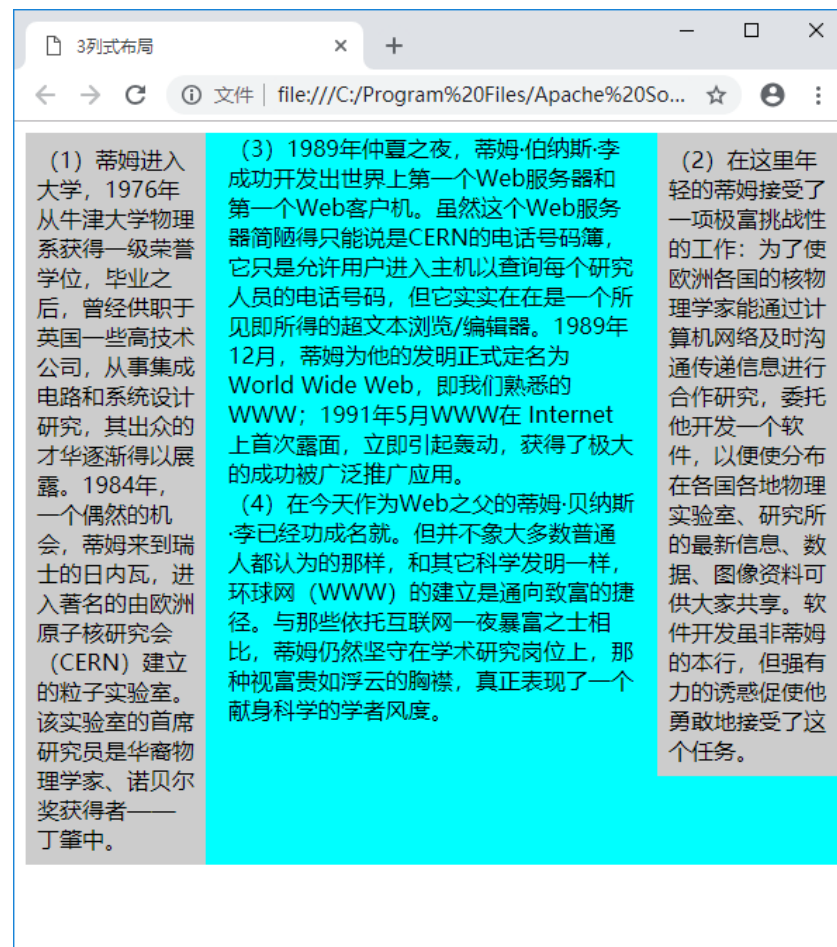 3列式布局
文件 file:///C:/Program%20Files/Apache%20So...
（1）蒂姆进入
大学，1976年
从牛津大学物理
系获得一级荣誉
学位，毕业之
后，曾经供职于
英国一些高技术
公司，从事集成
电路和系统设计
研究，其出众的
才华逐渐得以展
露。1984年，
一个偶然的机
会，蒂姆来到瑞
士的日内瓦，进
入著名的由欧洲
原子核研究会
（CERN）建立
的粒子实验室。
该实验室的首席
研究员是华裔物
理学家、诺贝尔
奖获得者——
丁肇中。
（3）1989年仲夏之夜，蒂姆·伯纳斯·李
成功开发出世界上第一个Web服务器和
第一个Web客户机。虽然这个Web服务
器简陋得只能说是CERN的电话号码簿，
它只是允许用户进入主机以查询每个研究
人员的电话号码，但它实实在在是一个所
见即所得的超文本浏览/编辑器。1989年
12月，蒂姆为他的发明正式定名为
World Wide Web，即我们熟悉的
WWW；1991年5月WWW在 Internet
上首次露面，立即引起轰动，获得了极大
的成功被广泛推广应用。
（4）在今天作为Web之父的蒂姆·贝纳斯
·李已经功成名就。但并不象大多数普通
人都认为的那样，和其它科学发明一样，
环球网（WWW）的建立是通向致富的捷
径。与那些依托互联网一夜暴富之士相
比，蒂姆仍然坚守在学术研究岗位上，那
种视富贵如浮云的胸襟，真正表现了一个
献身科学的学者风度。
（2）在这里年
轻的蒂姆接受了
一项极富挑战性
的工作：为了使
欧洲各国的核物
理学家能通过计
算机网络及时沟
通传递信息进行
合作研究，委托
他开发一个软
件，以便使分布
在各国各地物理
实验室、研究所
的最新信息、数
据、图像资料可
供大家共享。软
件开发虽非蒂姆
的本行，但强有
力的诱惑促使他
勇敢地接受了这
个任务。